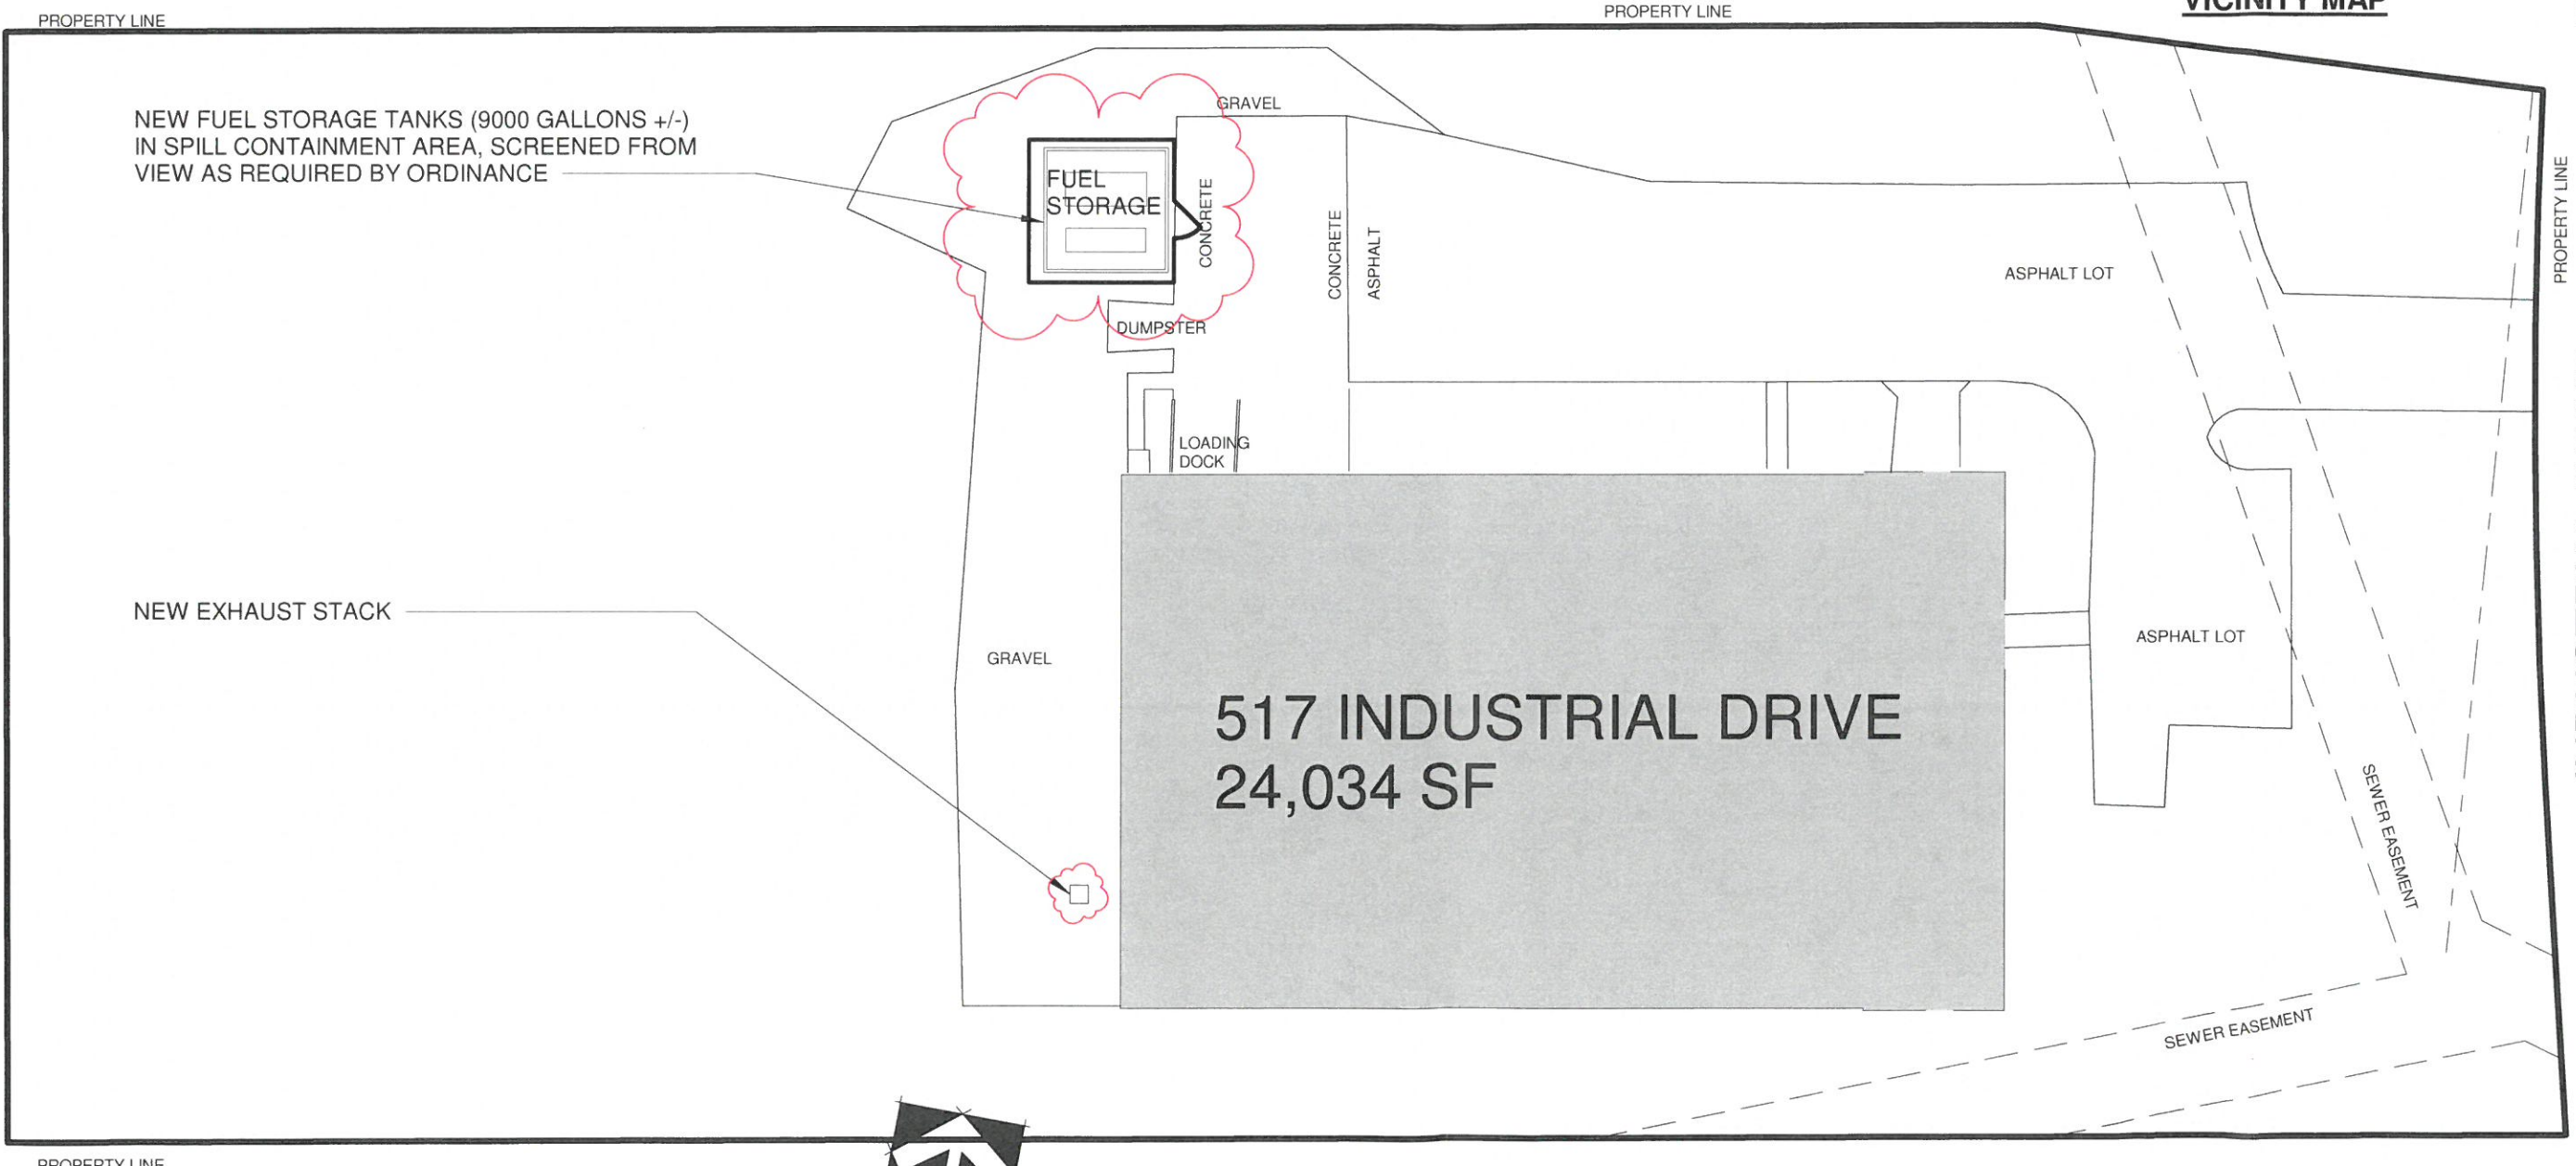 PROPERTY LINE
PROPERTY LINE
VICINITY MAP
NEW FUEL STORAGE TANKS (9000 GALLONS +/-)
IN SPILL CONTAINMENT AREA, SCREENED FROM
VIEW AS REQUIRED BY ORDINANCE
GRAVEL
FUEL
STORAGE
CONCRETE
CONCRETE
ASPHALT
ASPHALT LOT
PROPERTY LINE
DUMPSTER
LOADING
DOCK
NEW EXHAUST STACK
GRAVEL
ASPHALT LOT
517 INDUSTRIAL DRIVE
24,034 SF
SEWER EASEMENT
SEWER EASEMENT
PROPERTY LINE